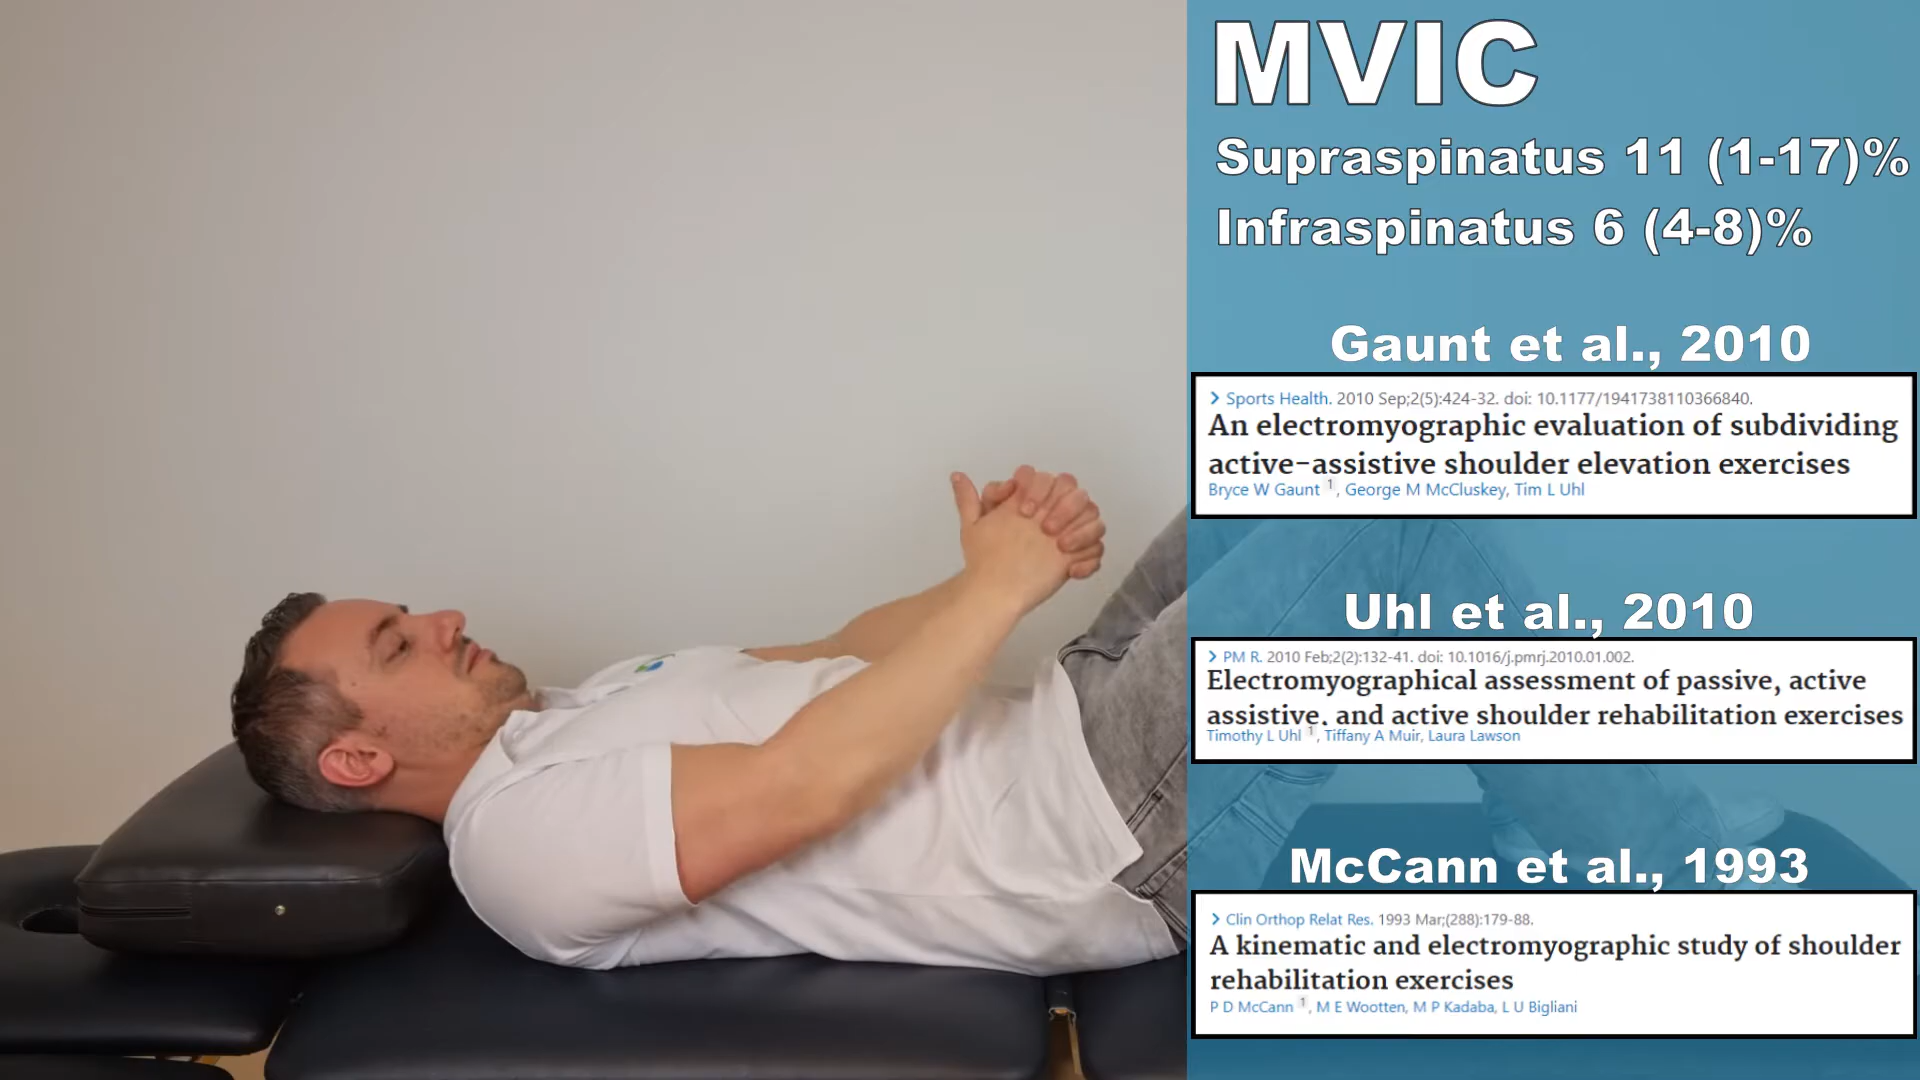 MVIC
Supraspinatus 11 (1-17)%
Infraspinatus 6 (4-8)%
Gaunt et al., 2010
> Sports Health. 2010 Sep;2(5):424-32. doi: 10.1177/1941738110366840.
An electromyographic evaluation of subdividing
active-assistive shoulder elevation exercises
Bryce W Gaunt 1, George M McCluskey, Tim L Uhl
Uhl et al., 2010
> PM R. 2010 Feb;2(2):132-41. doi: 10.1016/j.pmrj.2010.01.002.
Electromyographical assessment of passive, active
assistive, and active shoulder rehabilitation exercises
Timothy L Uhl 1, Tiffany A Muir, Laura Lawson
McCann et al., 1993
> Clin Orthop Relat Res. 1993 Mar;(288):179-88.
A kinematic and electromyographic study of shoulder
rehabilitation exercises
P D McCann 1, M E Wootten, M P Kadaba, L U Bigliani